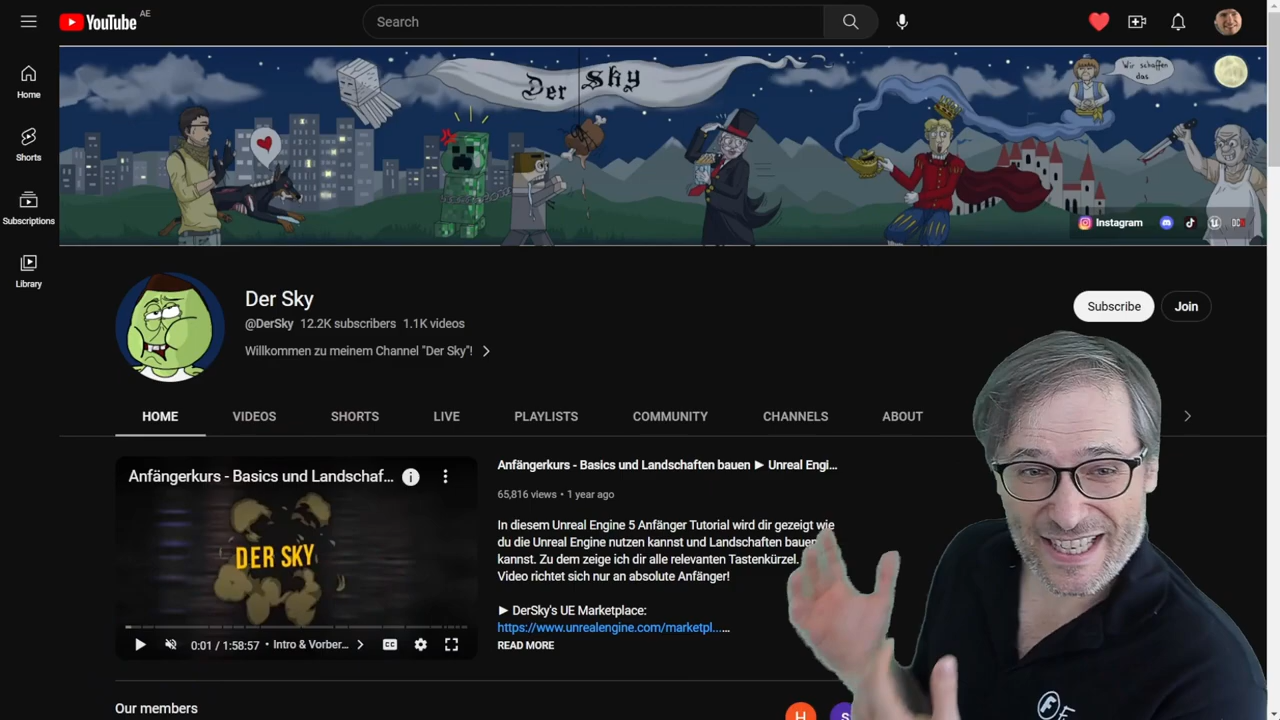 YouTube AE
Search
Home
Shorts
Subscriptions
Library
Der Sky
Wir schaffen
das
Instagram
Der Sky
@DerSky 12.2K subscribers 1.1K videos
Willkommen zu meinem Channel "Der Sky"!
Subscribe
Join
HOME VIDEOS SHORTS LIVE PLAYLISTS COMMUNITY CHANNELS ABOUT
Anfängerkurs - Basics und Landschaf...
DER SKY
0:01 / 1:58:57 • Intro & Vorber...
CC
Anfängerkurs - Basics und Landschaften bauen ► Unreal Engi...
65,816 views • 1 year ago
In diesem Unreal Engine 5 Anfänger Tutorial wird dir gezeigt wie
du die Unreal Engine nutzen kannst und Landschaften bauen
kannst. Zu dem zeige ich dir alle relevanten Tastenkürzel.
Video richtet sich nur an absolute Anfänger!
► DerSky's UE Marketplace:
https://www.unrealengine.com/marketpl......
READ MORE
Our members
H
S